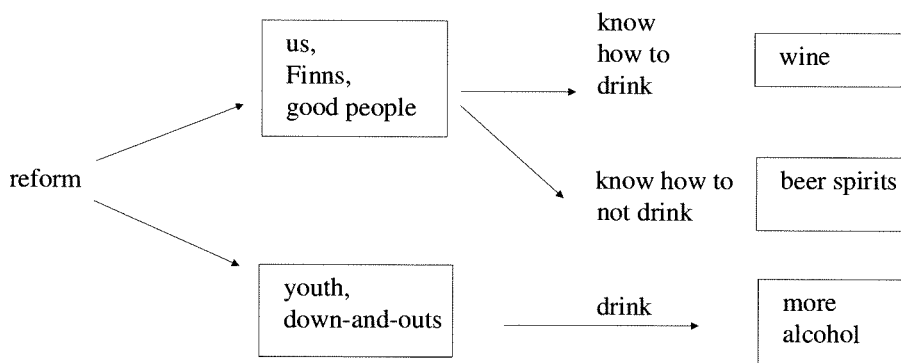 us,
Finns,
good people
know
how to
drink
wine
reform
know how to
not drink
beer spirits
youth,
down-and-outs
drink
more
alcohol